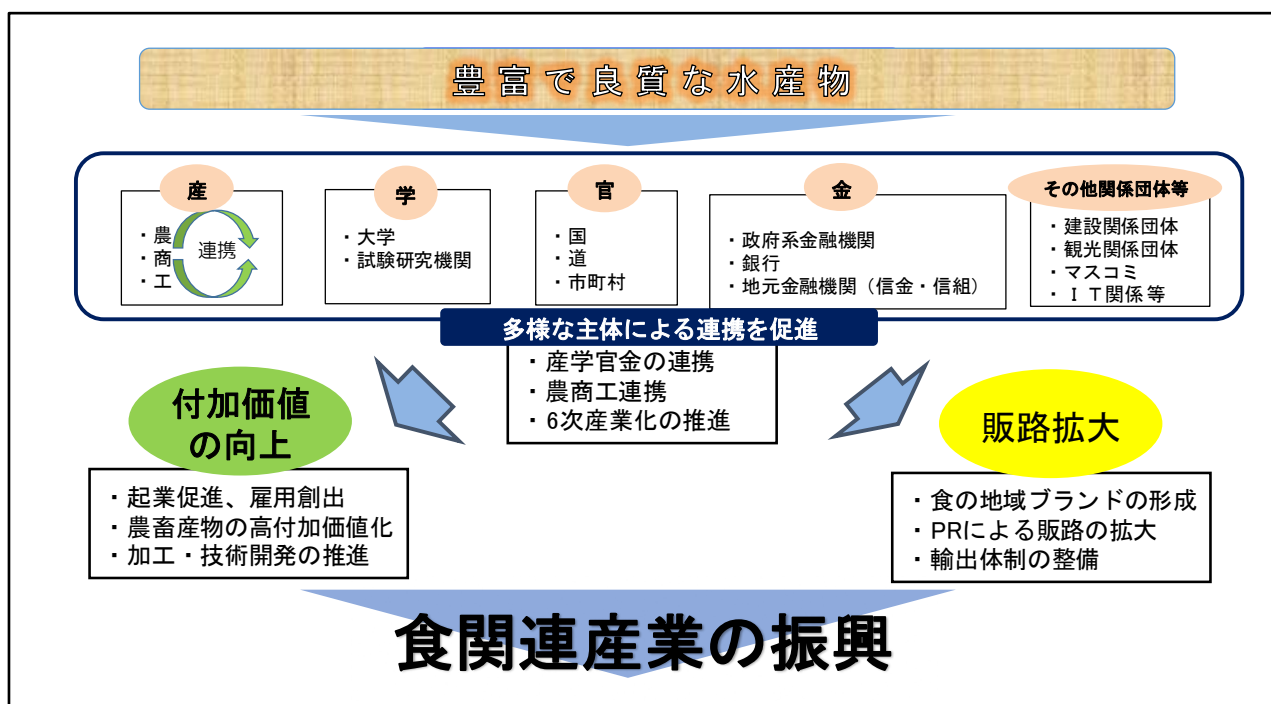 豊富で良質な水産物
産
・農
・商
・工
連携
学
・大学
・試験研究機関
官
・国
・道
・市町村
金
・政府系金融機関
・銀行
・地元金融機関（信金・信組）
その他関係団体等
・建設関係団体
・観光関係団体
・マスコミ
・ＩＴ関係等
多様な主体による連携を促進
・産学官金の連携
・農商工連携
・6次産業化の推進
付加価値
の向上
・起業促進、雇用創出
・農畜産物の高付加価値化
・加工・技術開発の推進
販路拡大
・食の地域ブランドの形成
・PRによる販路の拡大
・輸出体制の整備
食関連産業の振興